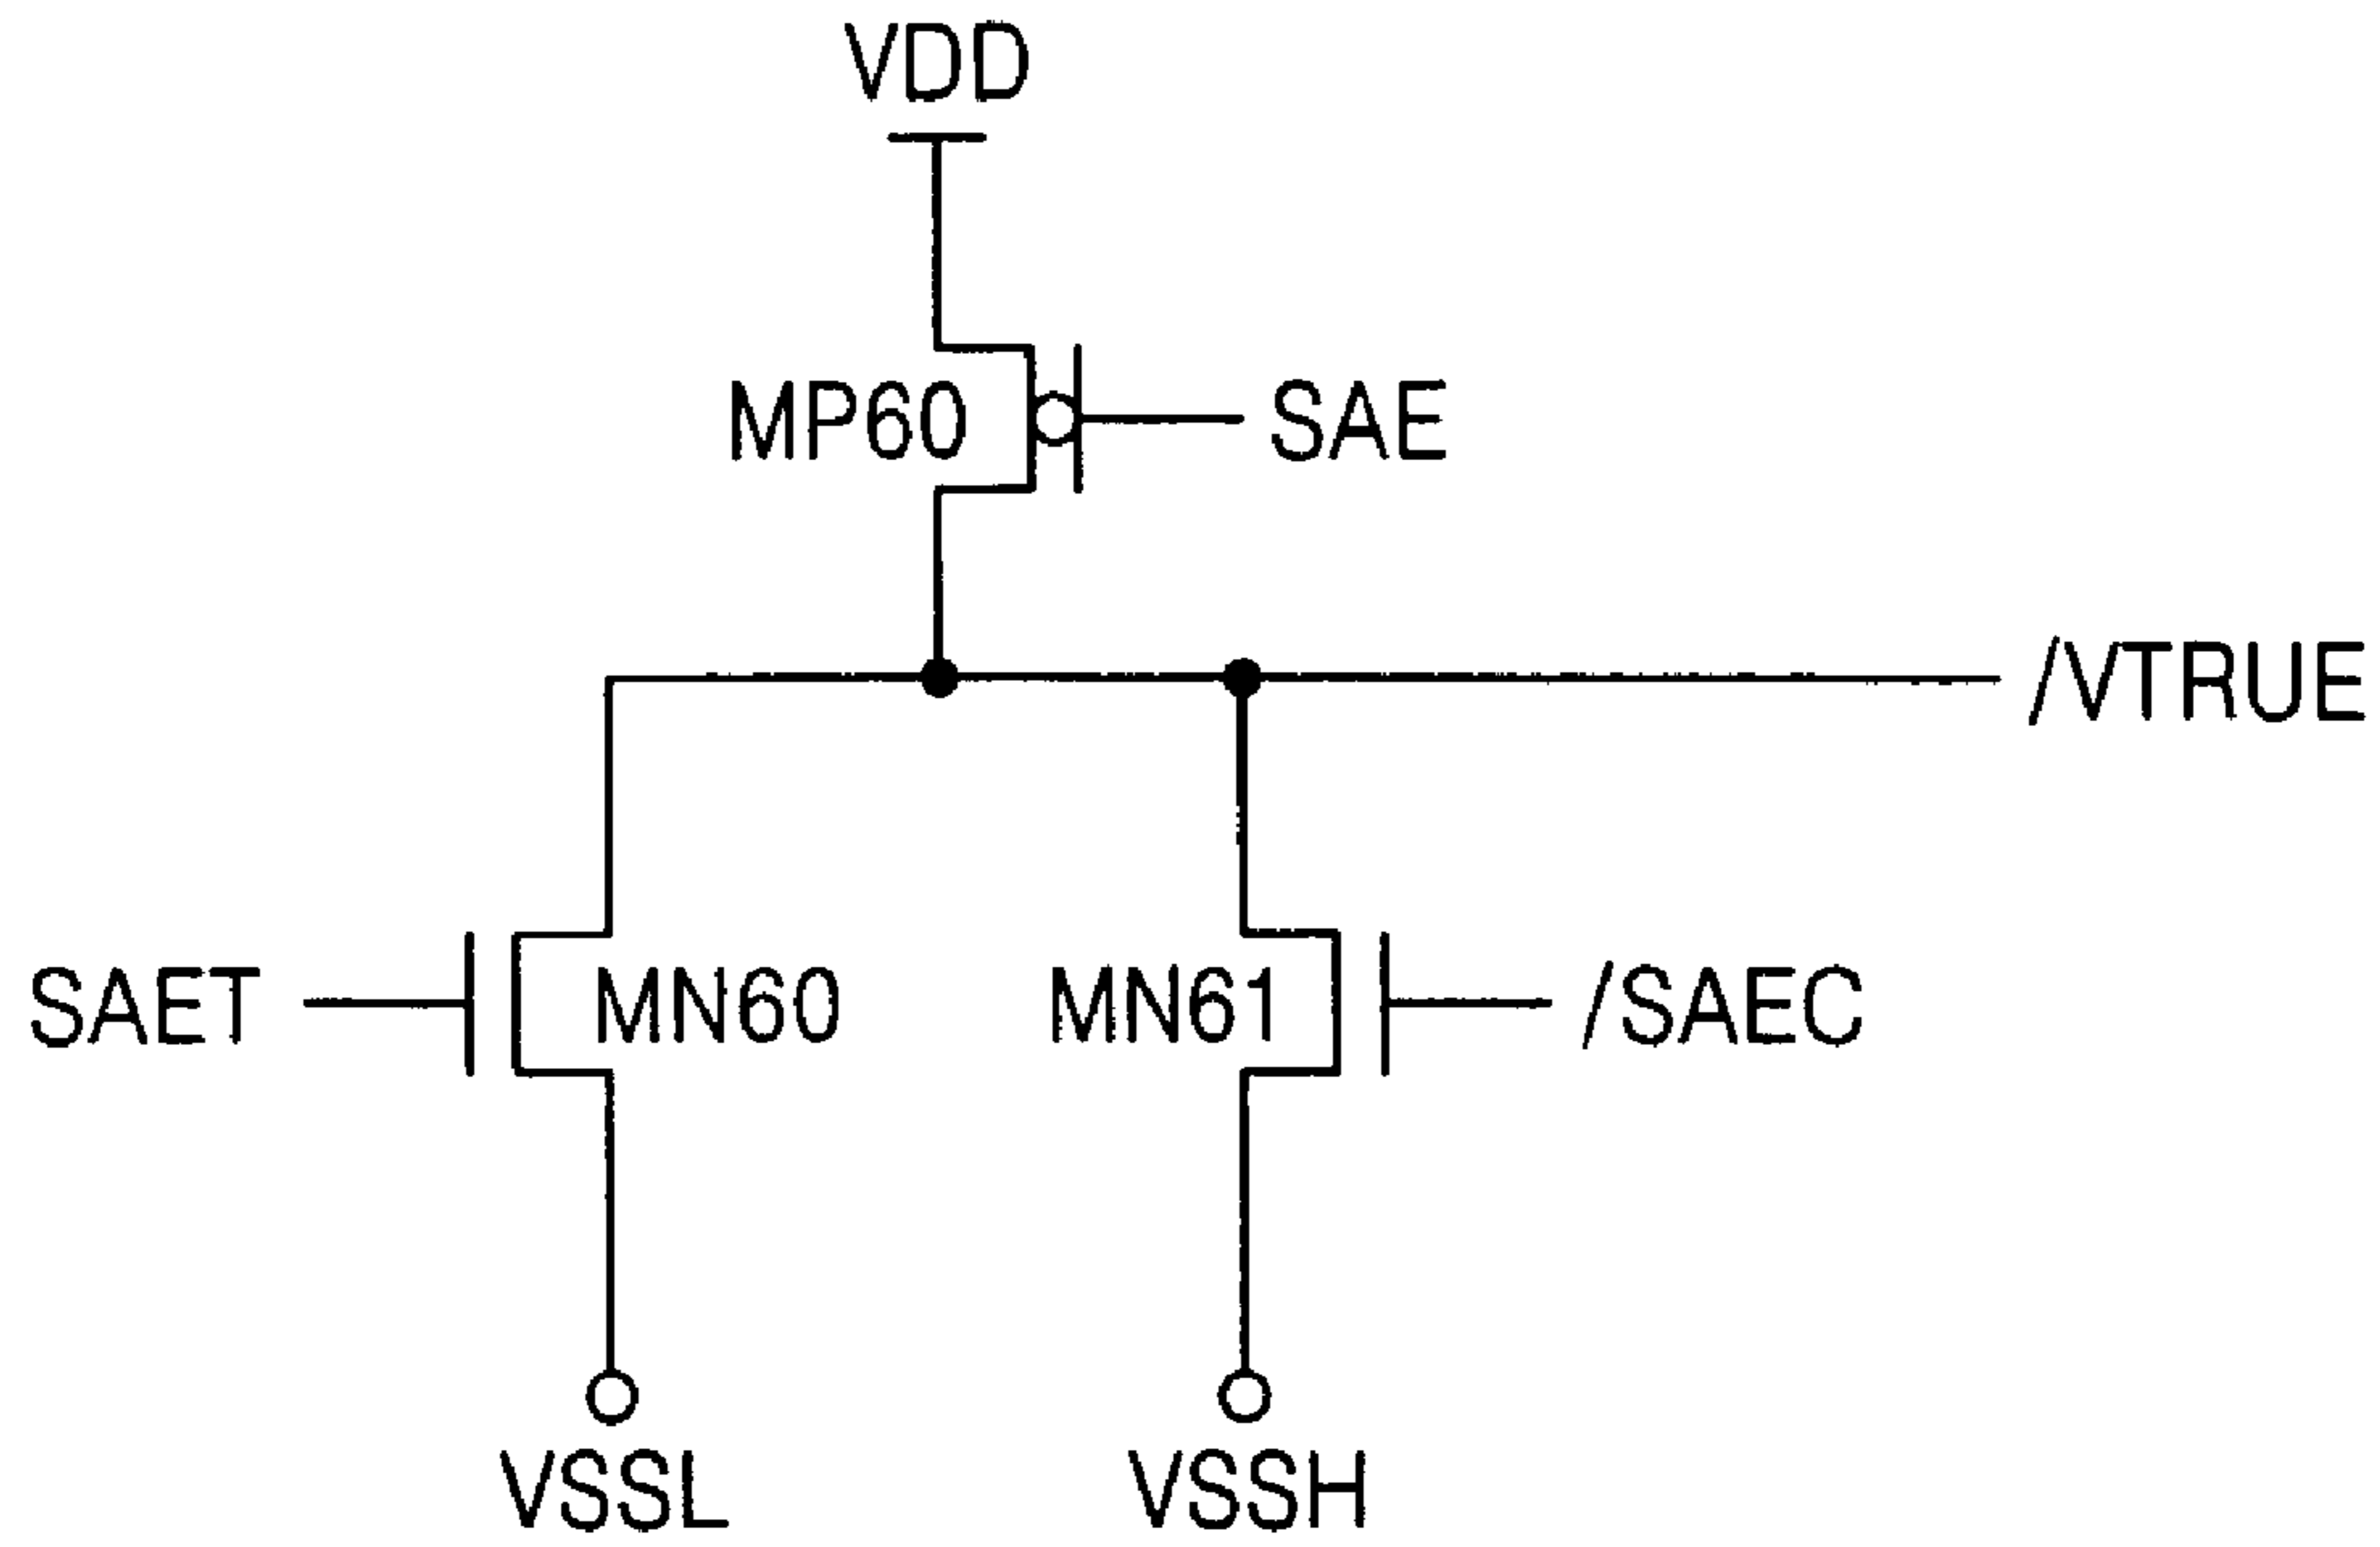 VDD
MP60
SAE
/VTRUE
SAET
MN60
MN61
/SAEC
VSSL
VSSH